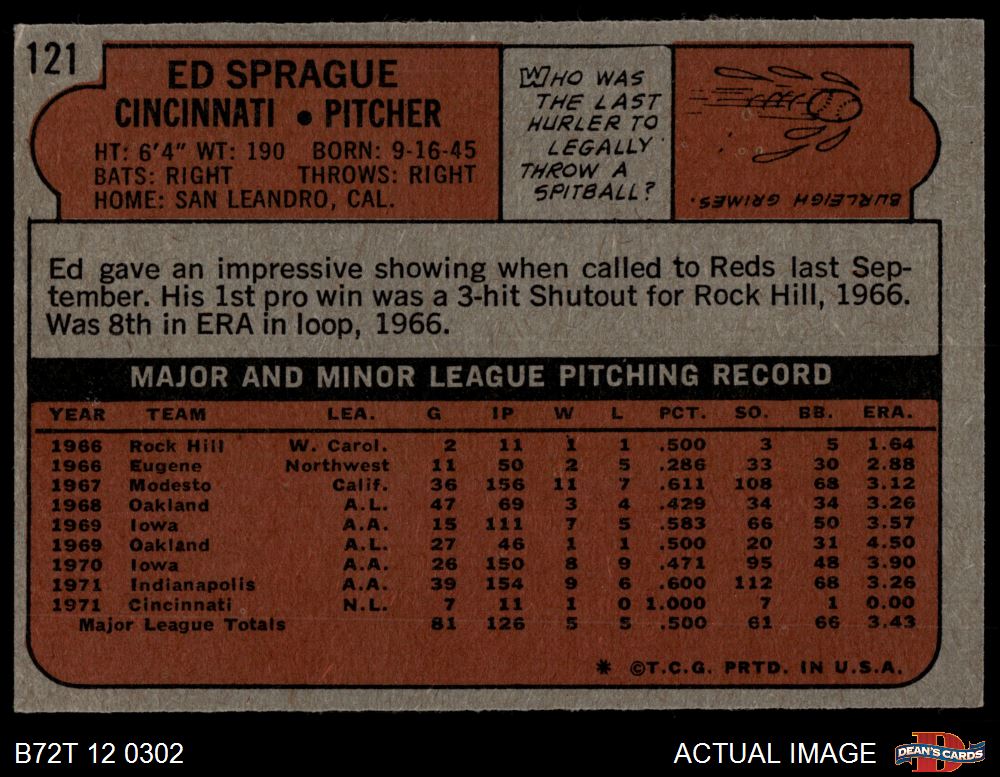 121
ED SPRAGUE
CINCINNATI • PITCHER
HT: 6'4" WT: 190 BORN: 9-16-45
BATS: RIGHT THROWS: RIGHT
HOME: SAN LEANDRO, CAL.
WHO WAS
THE LAST
HURLER TO
LEGALLY
THROW A
SPITBALL?
BURLEIGH GRIMES.
Ed gave an impressive showing when called to Reds last Sep-
tember. His 1st pro win was a 3-hit Shutout for Rock Hill, 1966.
Was 8th in ERA in loop, 1966.
MAJOR AND MINOR LEAGUE PITCHING RECORD
YEAR TEAM LEA. G IP W L PCT. SO. BB. ERA.
1966 Rock Hill W. Carol. 2 11 1 1 .500 3 5 1.64
1966 Eugene Northwest 11 50 2 5 .286 33 30 2.88
1967 Modesto Calif. 36 156 11 7 .611 108 68 3.12
1968 Oakland A.L. 47 69 3 4 .429 34 34 3.26
1969 Iowa A.A. 15 111 7 5 .583 66 50 3.57
1969 Oakland A.L. 27 46 1 1 .500 20 31 4.50
1970 Iowa A.A. 26 150 8 9 .471 95 48 3.90
1971 Indianapolis A.A. 39 154 9 6 .600 112 68 3.26
1971 Cincinnati N.L. 7 11 1 0 1.000 7 1 0.00
Major League Totals 81 126 5 5 .500 61 66 3.43
* ©T.C.G. PRTD. IN U.S.A.
B72T 12 0302
ACTUAL IMAGE
D
DEAN'S CARDS